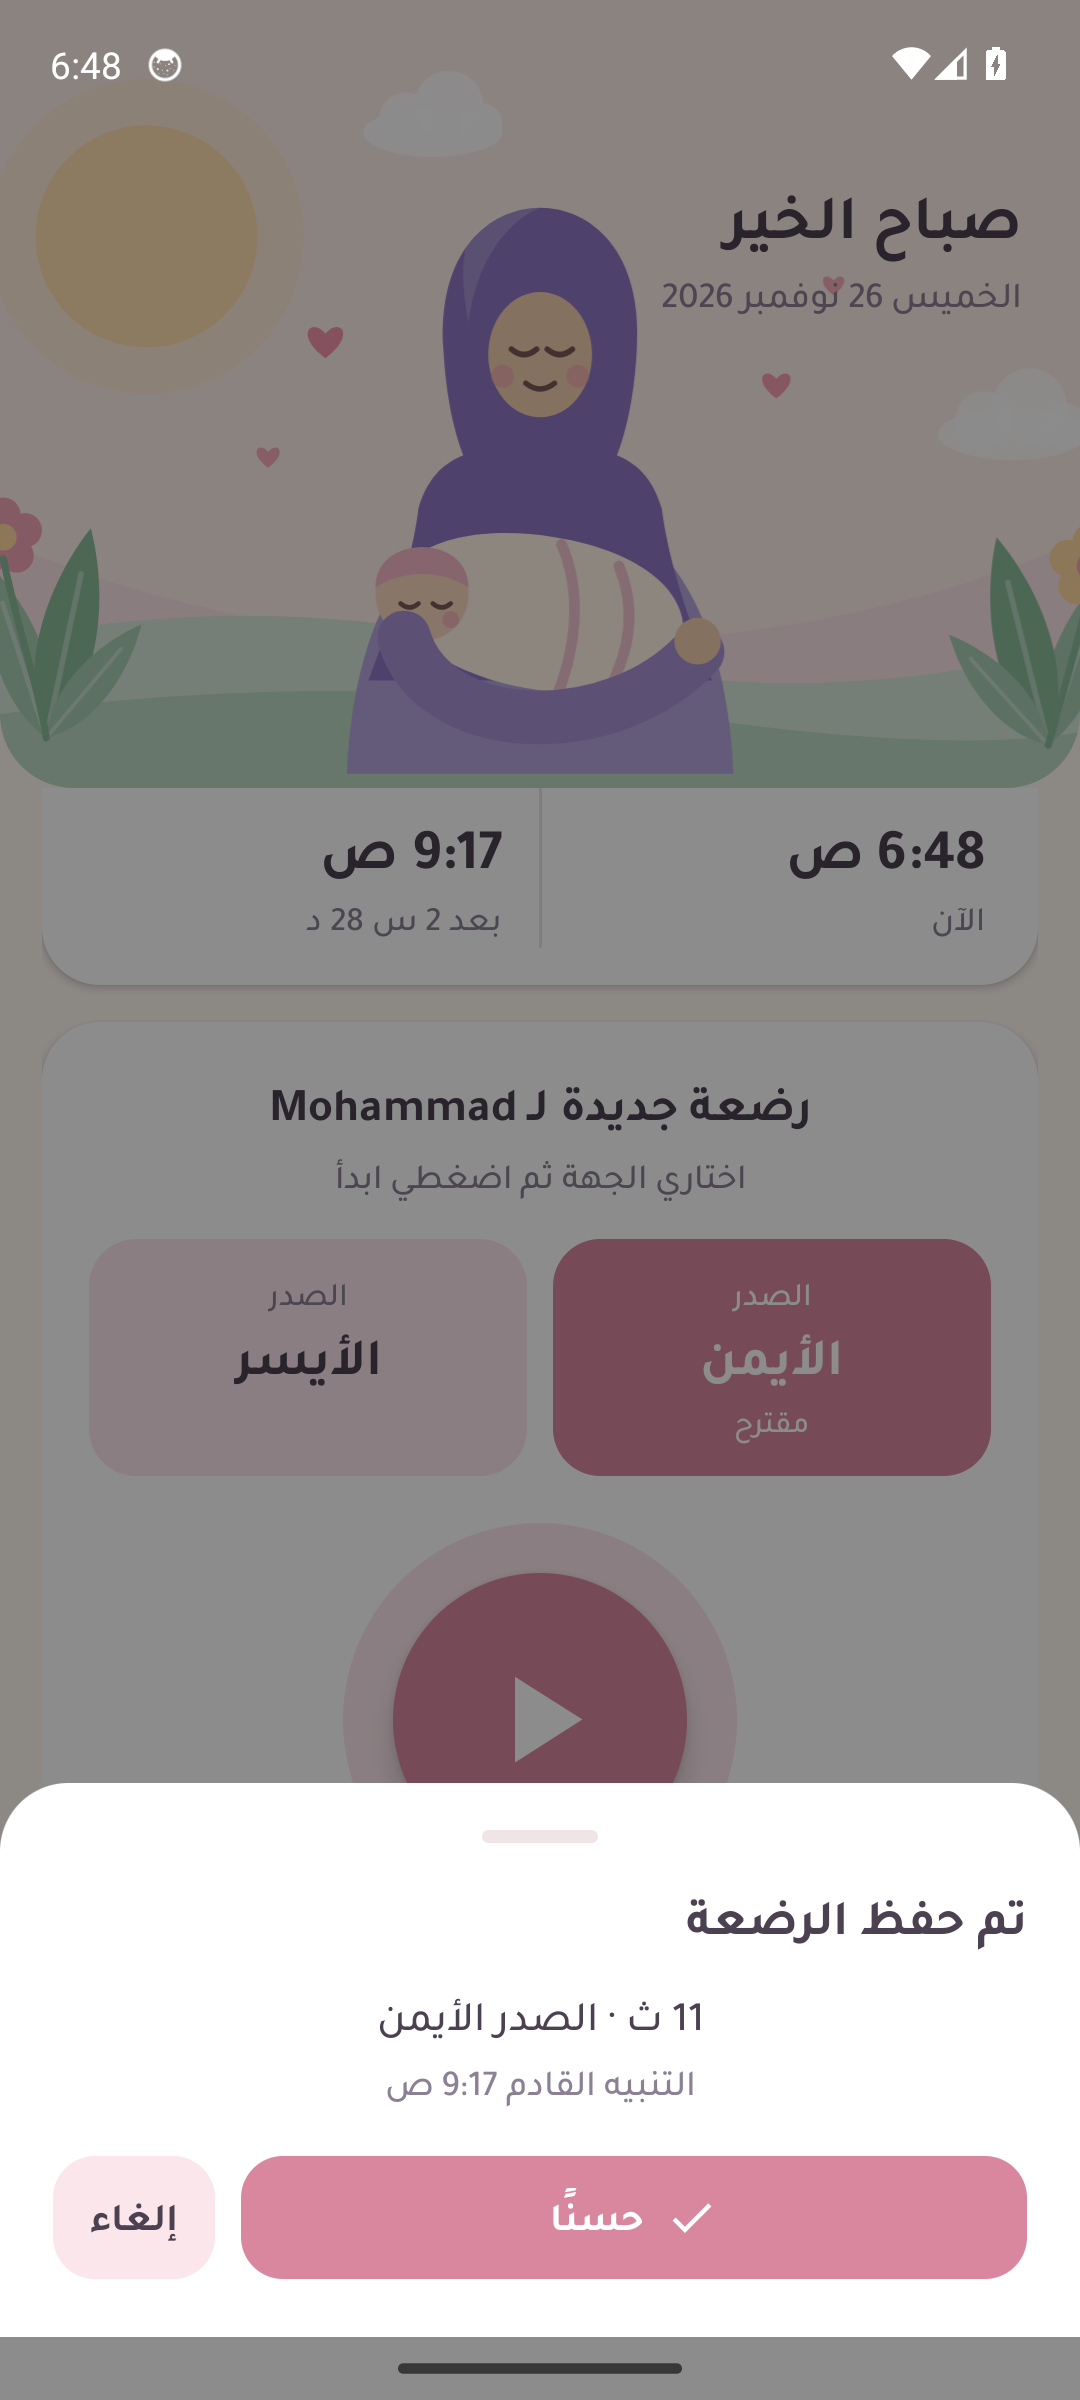 6:48
صباح الخير
الخميس 26 نوفمبر 2026
6:48 ص
الآن
9:17 ص
بعد 2 س 28 د
رضعة جديدة لـ Mohammad
اختاري الجهة ثم اضغطي ابدأ
الصدر
الأيمن
مقترح
الصدر
الأيسر
تم حفظ الرضعة
11 ث · الصدر الأيمن
التنبيه القادم 9:17 ص
حسنًا
إلغاء